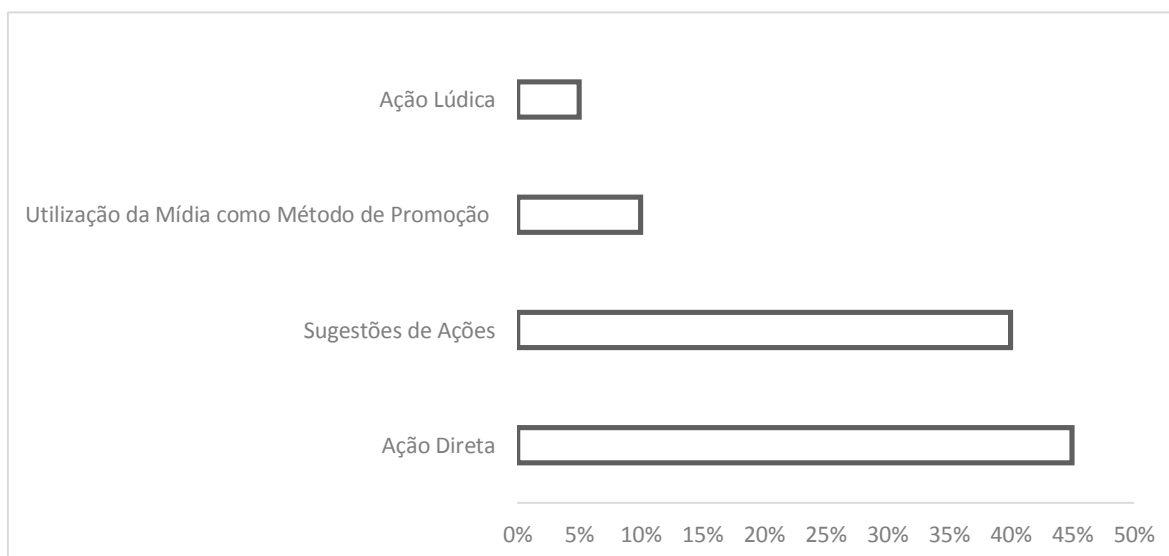 Ação Lúdica
Utilização da Mídia como Método de Promoção
Sugestões de Ações
Ação Direta
0% 5% 10% 15% 20% 25% 30% 35% 40% 45% 50%